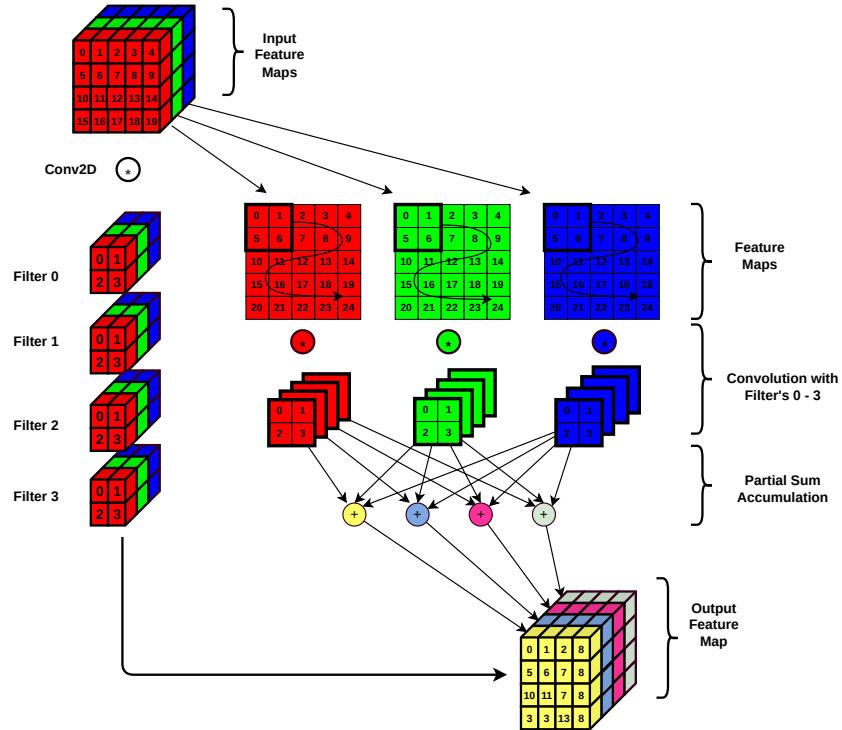 Input
Feature
Maps
0 1 2 3 4
5 6 7 8 9
10 11 12 13 14
15 16 17 18 19
Conv2D *
Filter 0
0 1
2 3
Filter 1
0 1
2 3
Filter 2
0 1
2 3
Filter 3
0 1
2 3
0 1 2 3 4
5 6 7 8 9
10 11 12 13 14
15 16 17 18 19
20 21 22 23 24
0 1 2 3 4
5 6 7 8 9
10 11 12 13 14
15 16 17 18 19
20 21 22 23 24
0 1 2 3 4
5 6 7 8 9
10 11 12 13 14
15 16 17 18 19
20 21 22 23 24
Feature
Maps
* * *
0 1
2 3
0 1
2 3
0 1
2 3
Convolution with
Filter's 0 - 3
+ + + +
Partial Sum
Accumulation
0 1 2 8
5 6 7 8
10 11 7 8
3 3 13 8
Output
Feature
Map